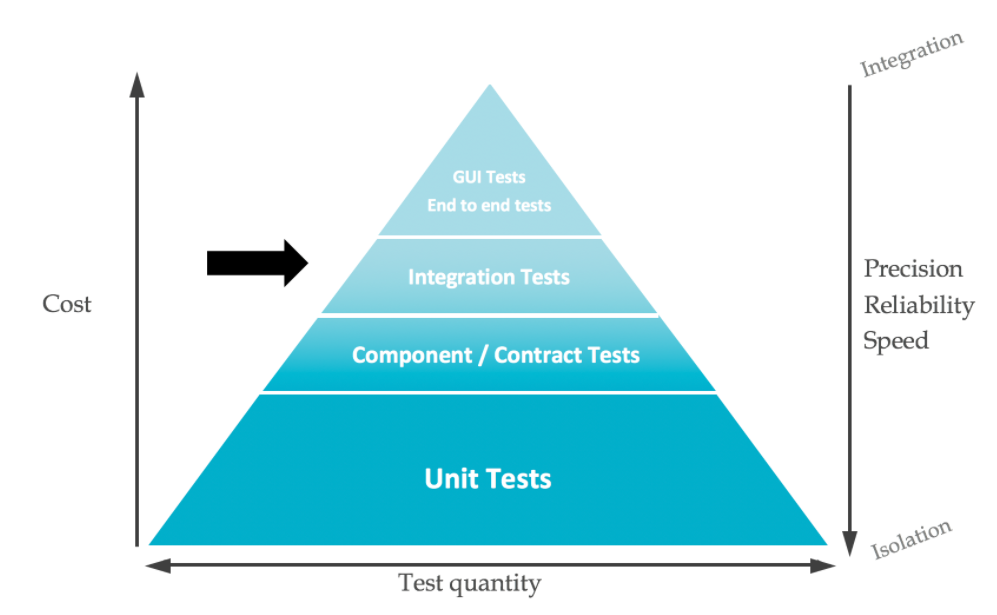 Integration
GUI Tests
End to end tests
Integration Tests
Precision
Reliability
Speed
Cost
Component / Contract Tests
Unit Tests
Isolation
Test quantity